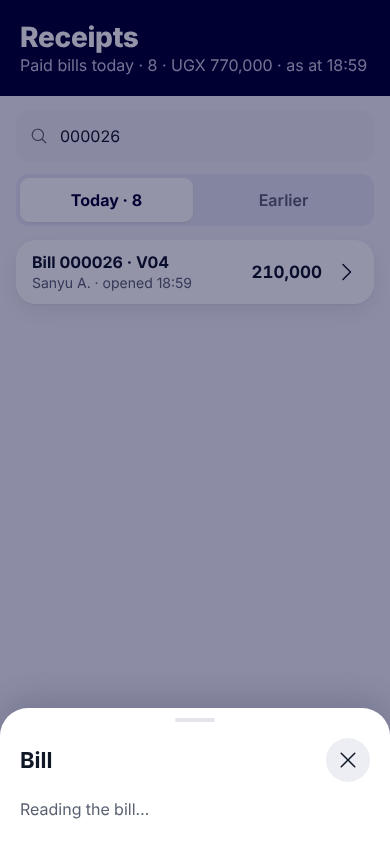 Receipts
Paid bills today · 8 · UGX 770,000 · as at 18:59
000026
Today · 8
Earlier
Bill 000026 · V04
210,000
Sanyu A. · opened 18:59
Bill
Reading the bill...